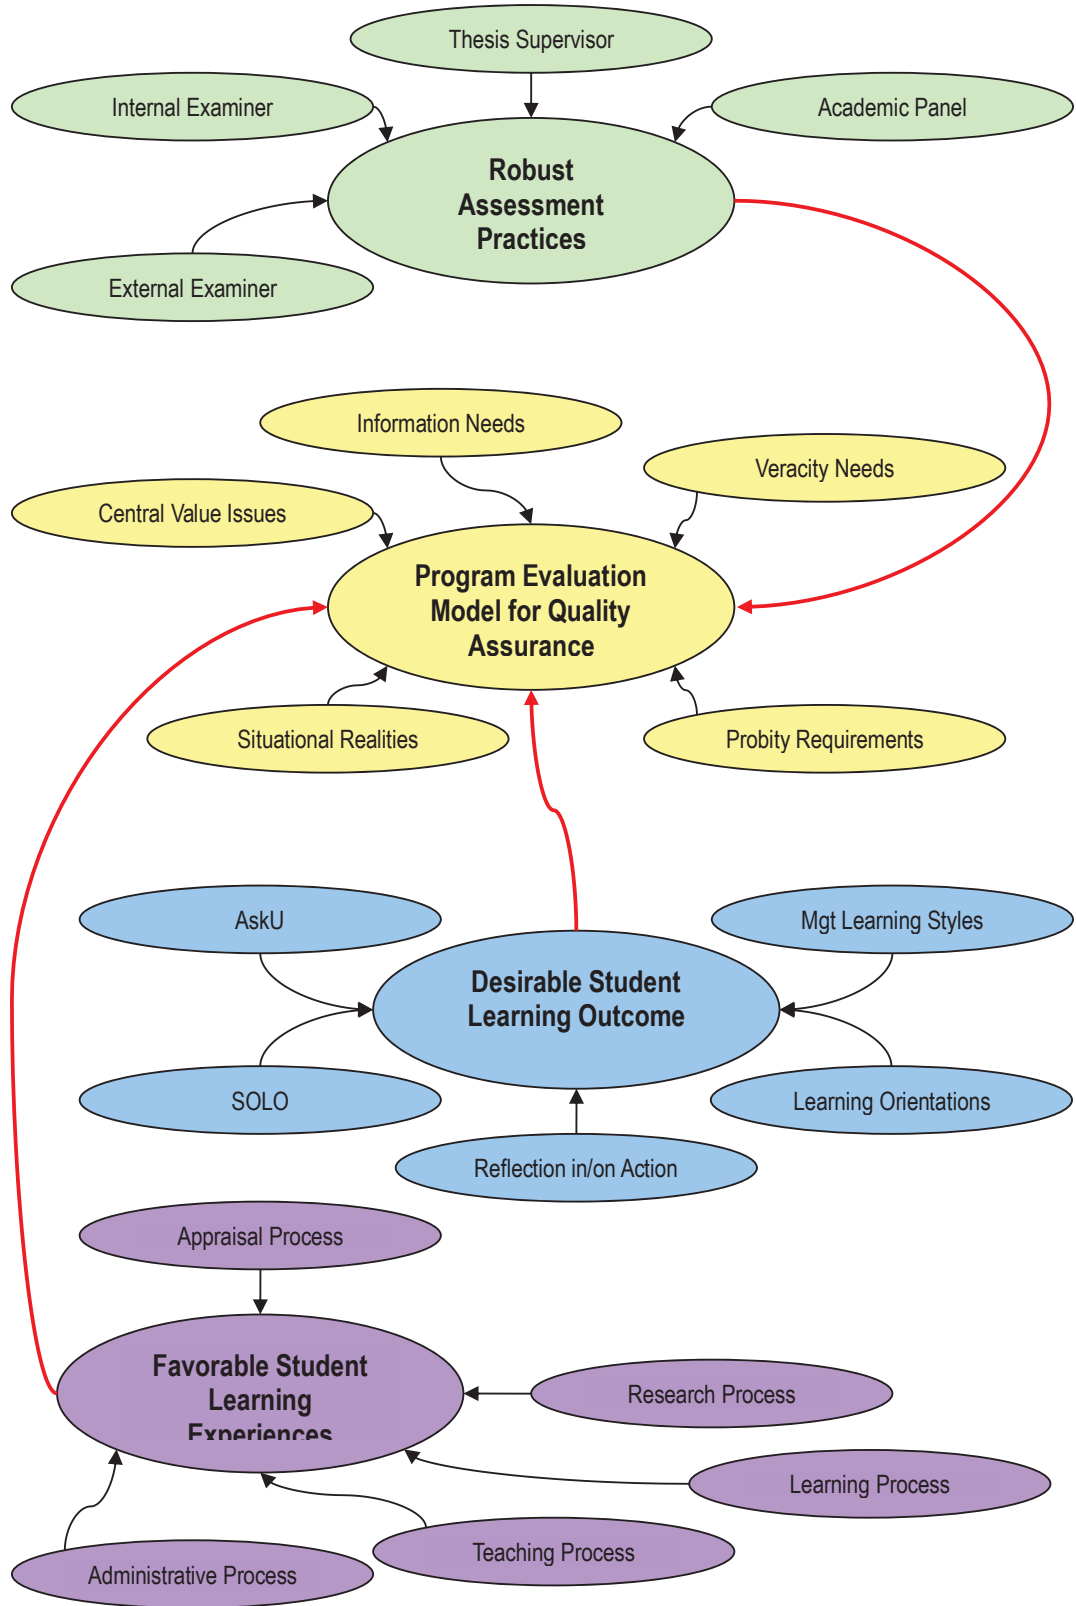 Thesis Supervisor
Internal Examiner
Academic Panel
Robust
Assessment
Practices
External Examiner
Information Needs
Veracity Needs
Central Value Issues
Program Evaluation
Model for Quality
Assurance
Situational Realities
Probity Requirements
AskU
Mgt Learning Styles
Desirable Student
Learning Outcome
SOLO
Learning Orientations
Reflection in/on Action
Appraisal Process
Favorable Student
Learning
Experiences
Research Process
Learning Process
Teaching Process
Administrative Process